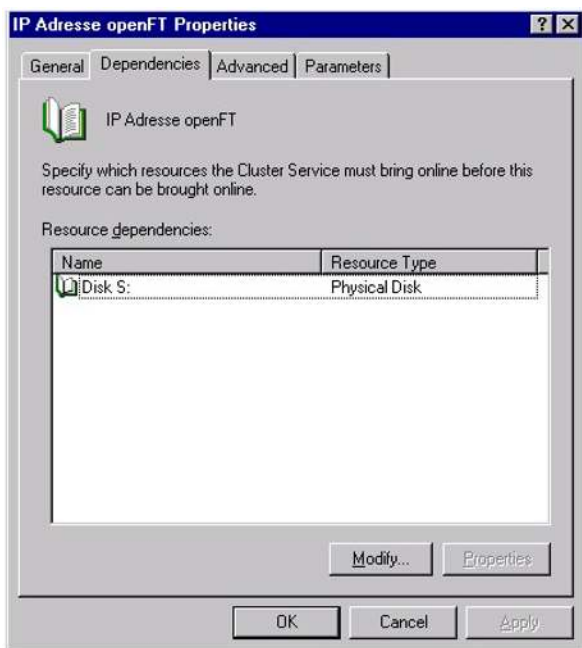 IP Adresse openFT Properties
General Dependencies Advanced Parameters
IP Adresse openFT
Specify which resources the Cluster Service must bring online before this
resource can be brought online.
Resource dependencies:
Name Resource Type
Disk S: Physical Disk
Modify... Properties
OK Cancel Apply